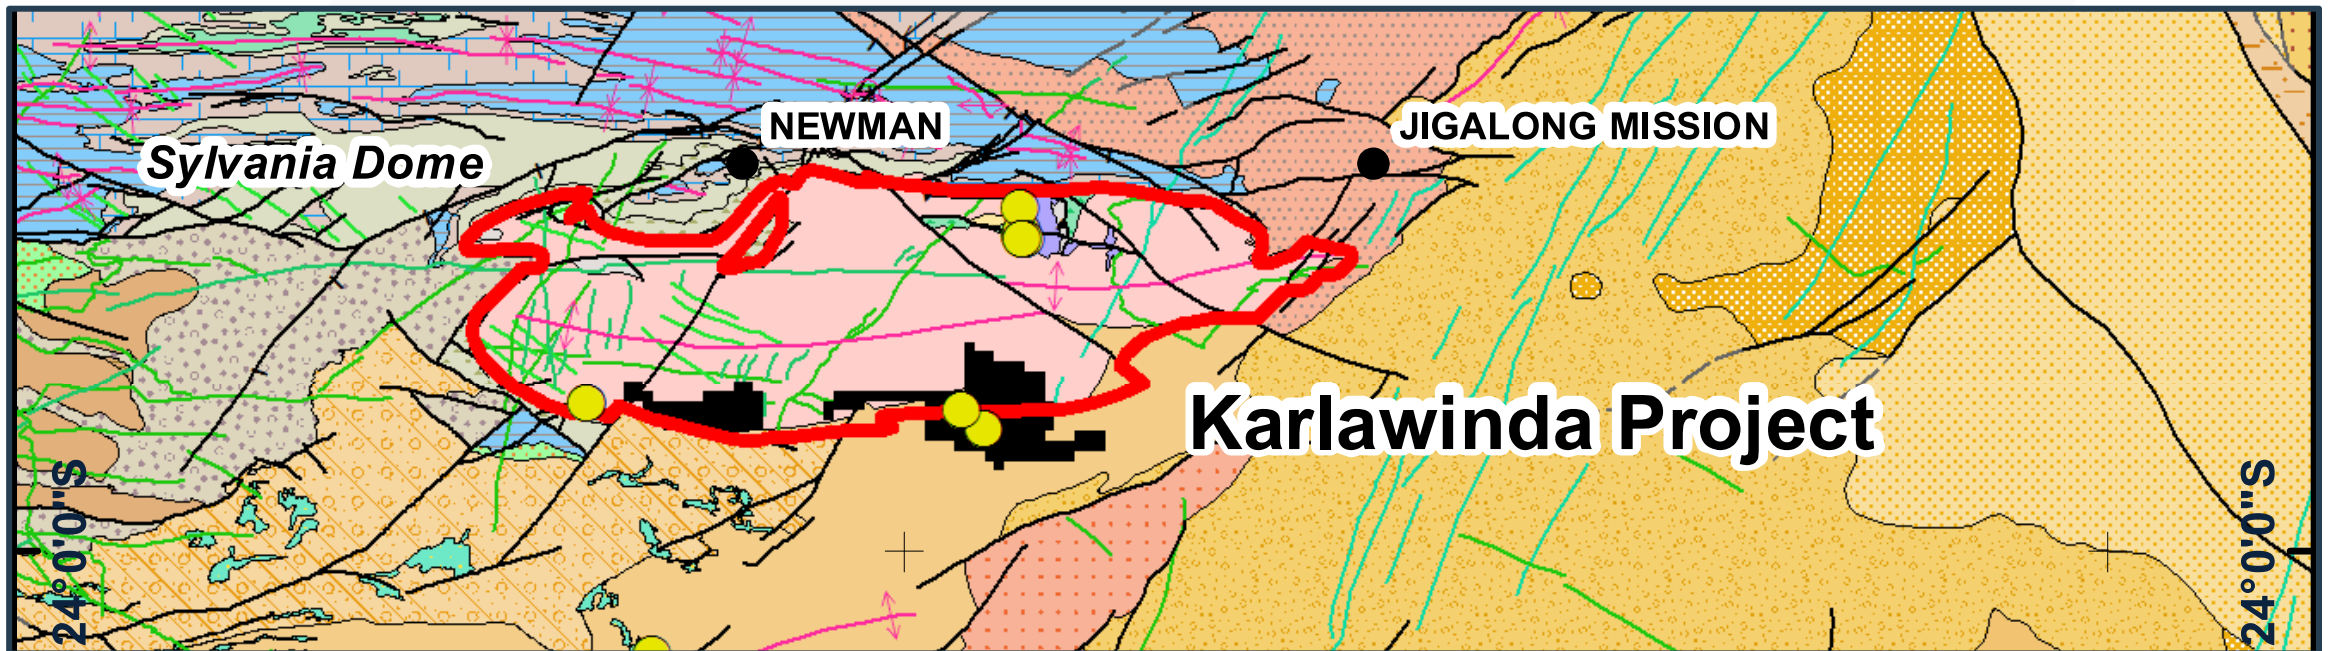 NEWMAN
JIGALONG MISSION
Sylvania Dome
Karlawinda Project
24°0'0"S
24°0'0"S